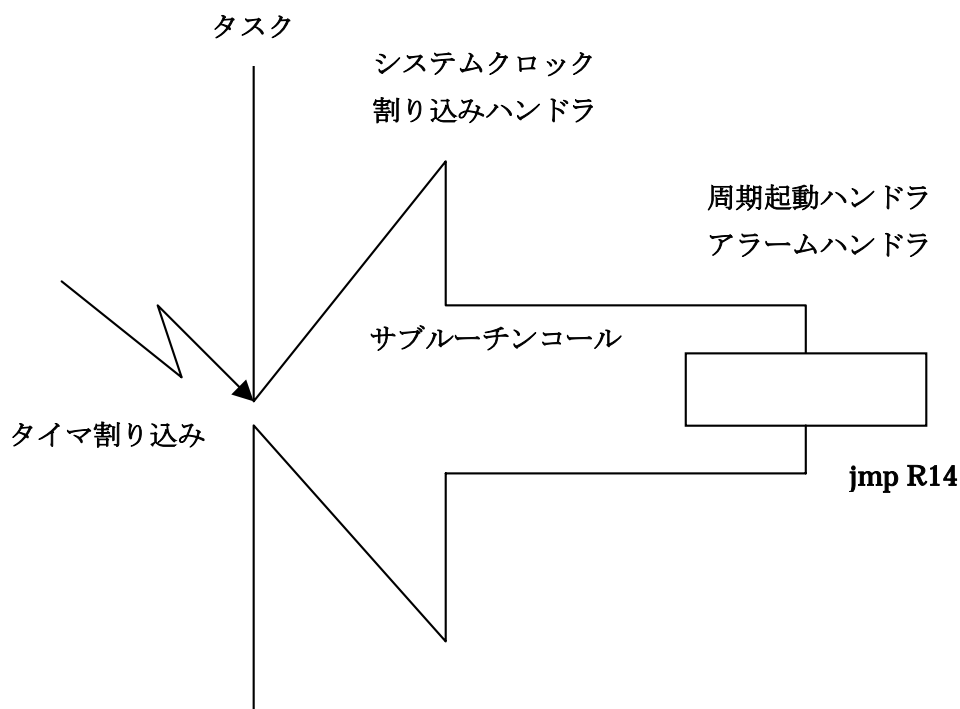 タスク
システムクロック
割り込みハンドラ
周期起動ハンドラ
アラームハンドラ
サブルーチンコール
タイマ割り込み
jmp R14